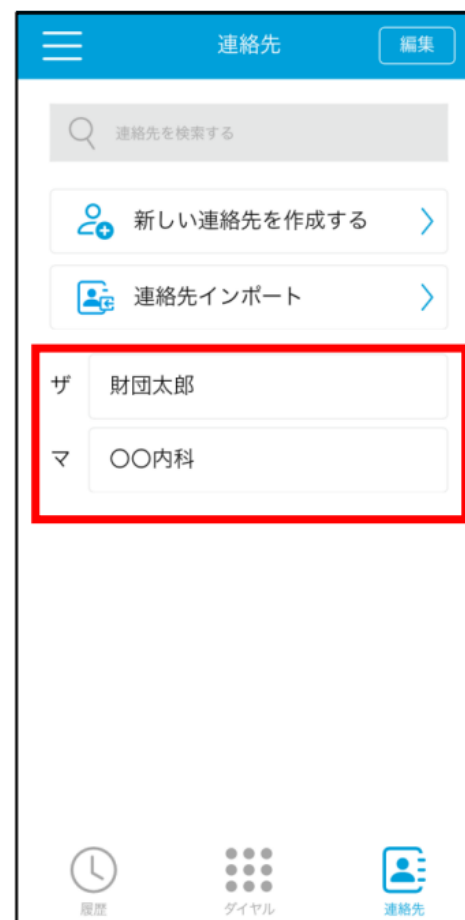 連絡先
編集
連絡先を検索する
新しい連絡先を作成する
連絡先インポート
ザ 財団太郎
マ 〇〇内科
履歴 ダイヤル 連絡先